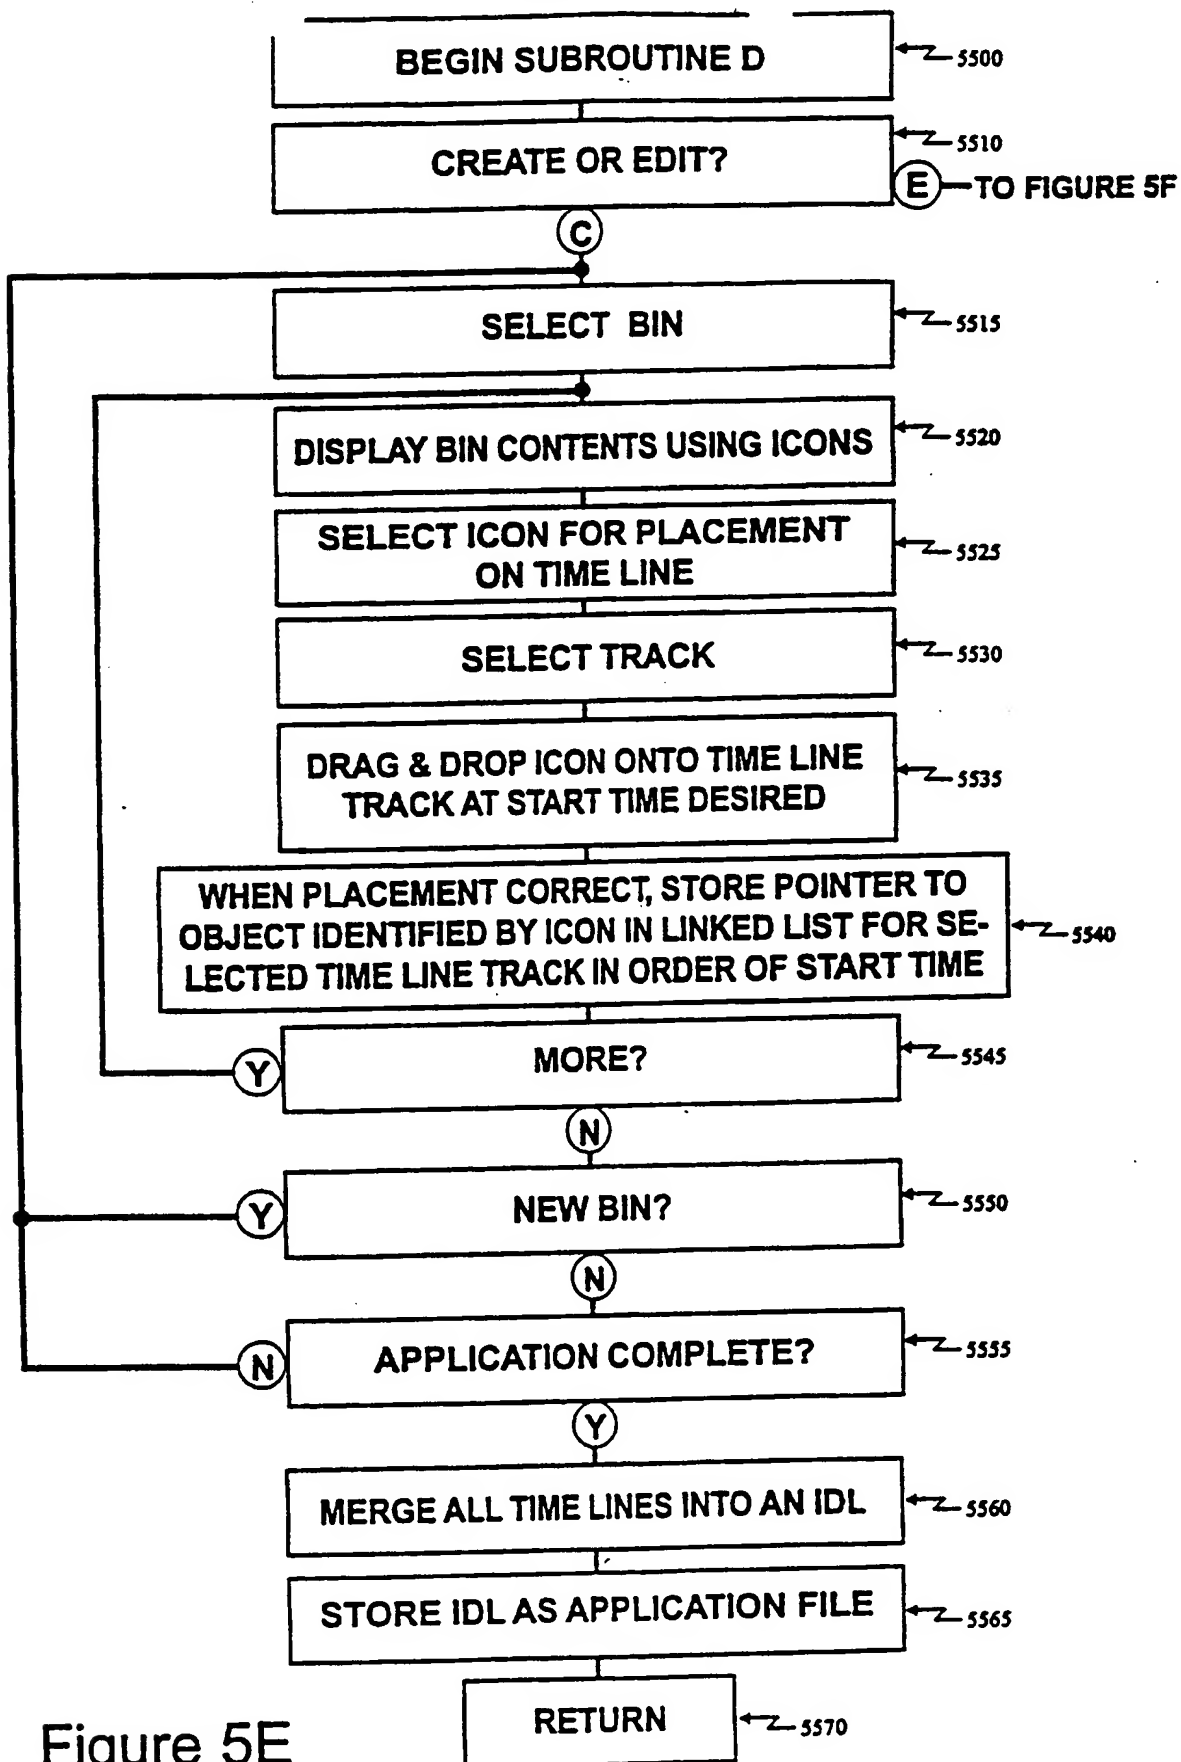 BEGIN SUBROUTINE D
5500
CREATE OR EDIT?
5510
E
TO FIGURE 5F
C
SELECT BIN
5515
DISPLAY BIN CONTENTS USING ICONS
5520
SELECT ICON FOR PLACEMENT
ON TIME LINE
5525
SELECT TRACK
5530
DRAG & DROP ICON ONTO TIME LINE
TRACK AT START TIME DESIRED
5535
WHEN PLACEMENT CORRECT, STORE POINTER TO
OBJECT IDENTIFIED BY ICON IN LINKED LIST FOR SE-
LECTED TIME LINE TRACK IN ORDER OF START TIME
5540
Y
MORE?
5545
N
Y
NEW BIN?
5550
N
N
APPLICATION COMPLETE?
5555
Y
MERGE ALL TIME LINES INTO AN IDL
5560
STORE IDL AS APPLICATION FILE
5565
RETURN
5570
Figure 5E